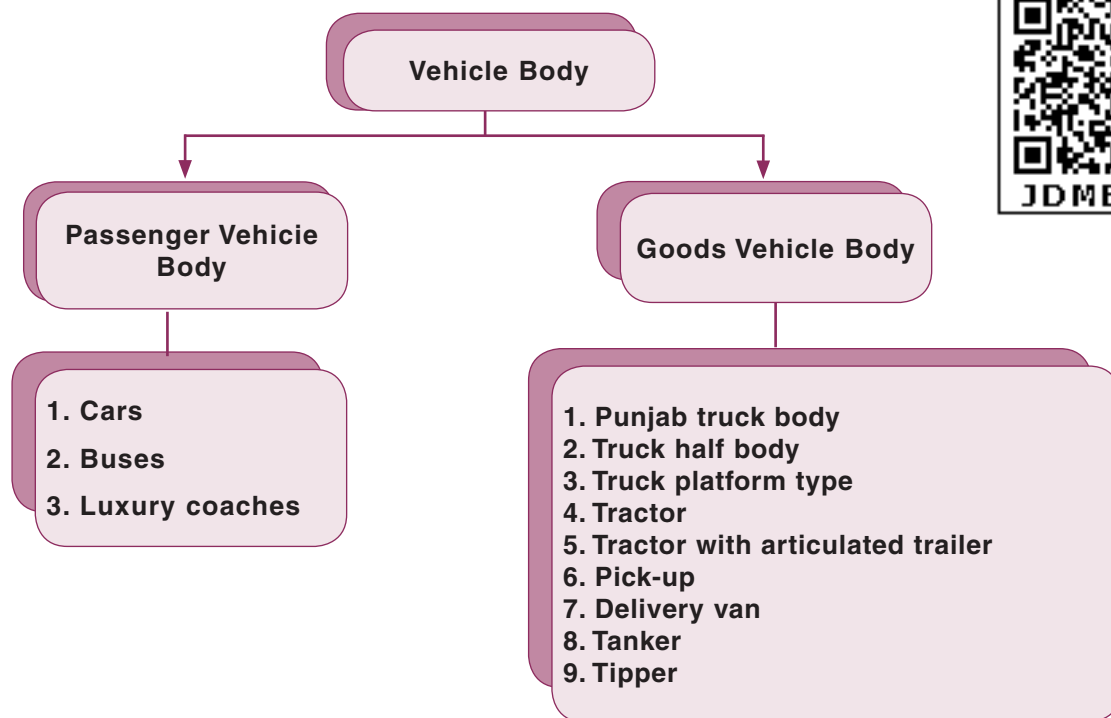 Vehicle Body
Passenger Vehicie
Body
Goods Vehicle Body
1. Cars
2. Buses
3. Luxury coaches
1. Punjab truck body
2. Truck half body
3. Truck platform type
4. Tractor
5. Tractor with articulated trailer
6. Pick-up
7. Delivery van
8. Tanker
9. Tipper